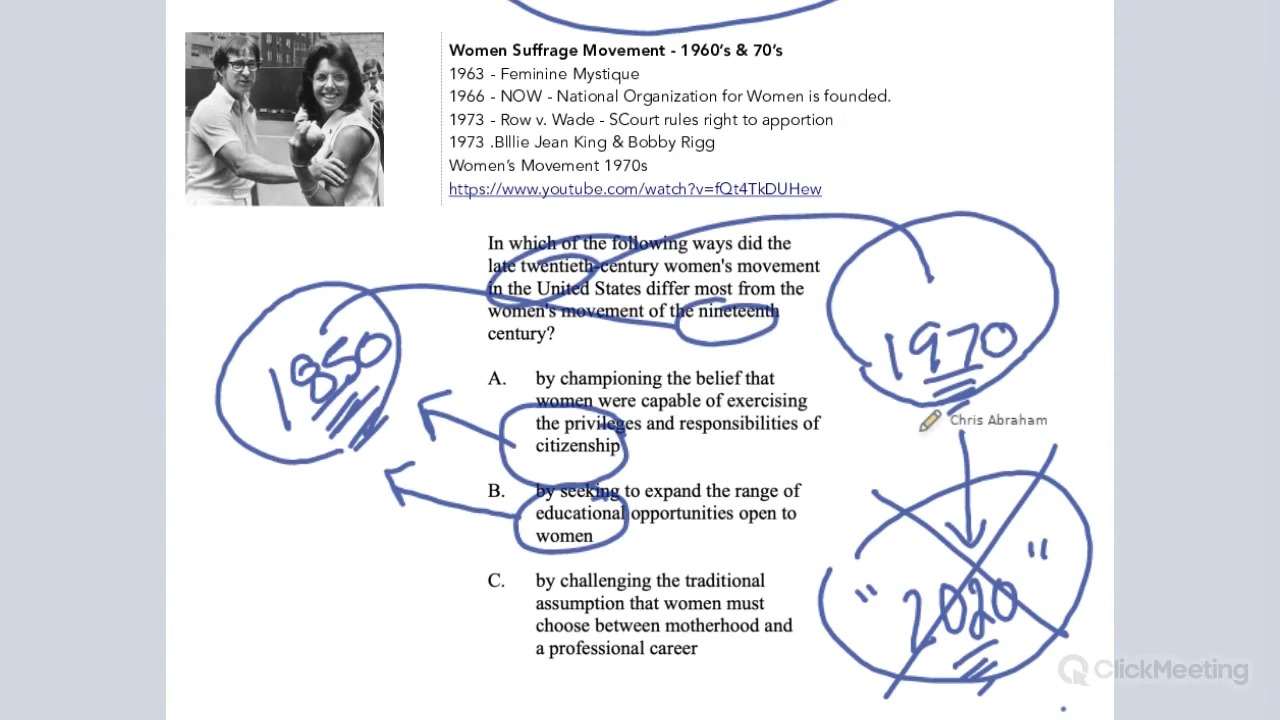 Women Suffrage Movement - 1960's & 70's
1963 - Feminine Mystique
1966 - NOW - National Organization for Women is founded.
1973 - Row v. Wade - SCourt rules right to apportion
1973 .Blllie Jean King & Bobby Rigg
Women's Movement 1970s
https://www.youtube.com/watch?v=fQt4TkDUHew
In which of the following ways did the
late twentieth-century women's movement
in the United States differ most from the
women's movement of the nineteenth
century?
1850
1970
A. by championing the belief that
women were capable of exercising
the privileges and responsibilities of
citizenship
Chris Abraham
B. by seeking to expand the range of
educational opportunities open to
women
C. by challenging the traditional
assumption that women must
choose between motherhood and
a professional career
"2020"
ClickMeeting